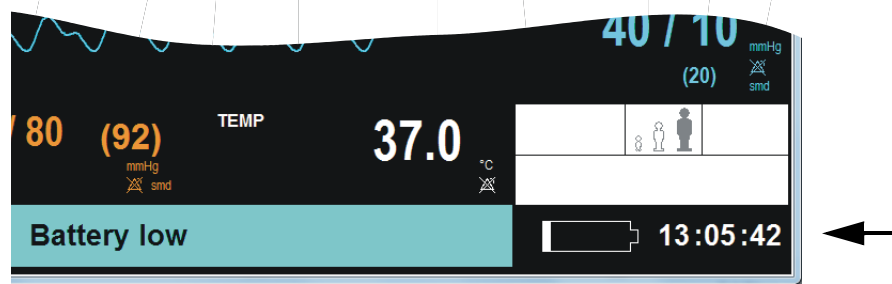 40 / 10
mmHg
(20)
smd
/ 80
(92)
mmHg
smd
TEMP
37.0
°C
Battery low
13:05:42